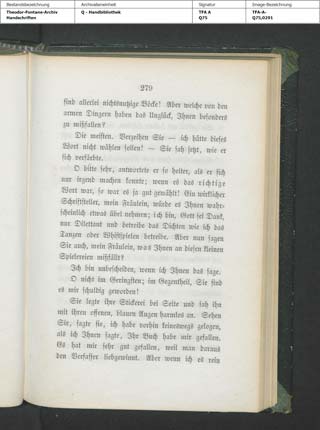 Bestandsbezeichnung Archivalieneinheit Signatur Image-Bezeichnung
Theodor-Fontane-Archiv Q - Handbibliothek TFA A TFA-A-
Handschriften Q75 Q75,0291
279
sind allerlei nichtsnutzige Böcke! Aber welche von den
armen Dingern haben das Unglück, Ihnen besonders
zu mißfallen?
Die meisten. Verzeihen Sie — ich hätte dieses
Wort nicht wählen sollen! — Sie sah jetzt, wie er
sich verfärbte.
O bitte sehr, antwortete er so heiter, als er sich
nur irgend machen konnte; wenn es das richtige
Wort war, so war es ja gut gewählt! Ein wirklicher
Schriftsteller, mein Fräulein, würde es Ihnen wahr-
scheinlich etwas übel nehmen; ich bin, Gott sei Dank,
nur Dilettant und betreibe das Dichten wie ich das
Tanzen oder Whistspielen betreibe. Aber nun sagen
Sie auch, mein Fräulein, was Ihnen an diesen kleinen
Spielereien mißfällt?
Ich bin unbescheiden, wenn ich Ihnen das sage.
O nicht im Geringsten; im Gegentheil, Sie sind
es mir schuldig geworden!
Sie legte ihre Stickerei bei Seite und sah ihn
mit ihren offenen, blauen Augen harmlos an. Sehen
Sie, sagte sie, ich habe vorhin keineswegs gelogen,
als ich Ihnen sagte, Ihr Buch habe mir gefallen.
Es hat mir sehr gut gefallen, weil man daraus
den Verfasser liebgewinnt. Aber wenn ich es rein